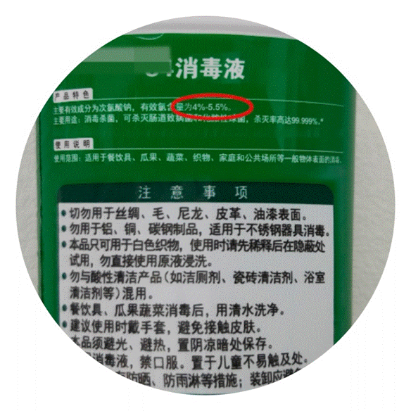 84消毒液
产品特色
主要有效成分为次氯酸钠，有效氯含量为4%-5.5%.
主要用途：消毒杀菌，可杀灭肠道致病菌和化脓性球菌，杀灭率高达99.999%.*
使用说明
使用范围：适用于餐饮具、瓜果、蔬菜、织物、家庭和公共场所等一般物体表面的消毒
注意事项
●切勿用于丝绸、毛、尼龙、皮革、油漆表面。
●勿用于铝、铜、碳钢制品，适用于不锈钢器具消毒。
●本品只可用于白色织物，使用时请先稀释后在隐蔽处
试用，勿直接使用原液浸洗。
勿与酸性清洁产品（如洁厕剂、瓷砖清洁剂、浴室
清洁剂等）混用。
●餐饮具、瓜果蔬菜消毒后，用清水洗净。
●建议使用时戴手套，避免接触皮肤。
本品须避光、避热，置阴凉暗处保存。
消毒液，禁口服。置于儿童不易触及处。
防晒、防雨淋等措施；装卸应避